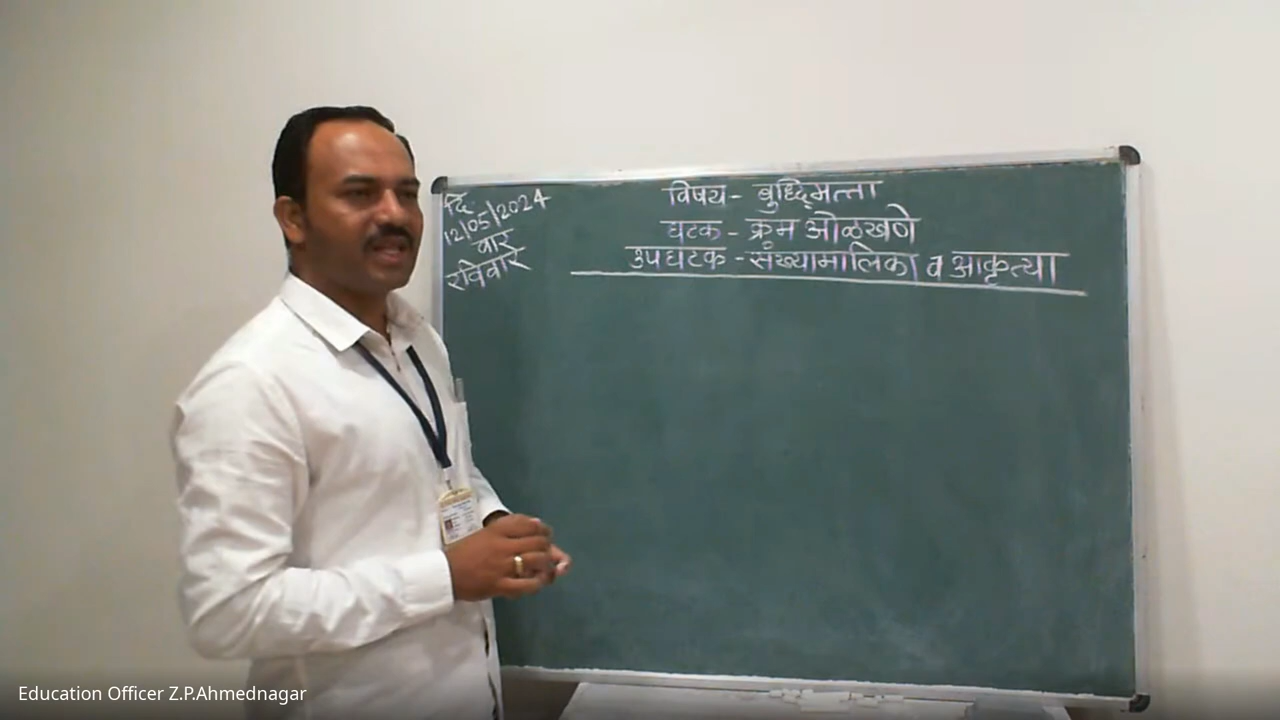 दि.
12/05/2024
वार
रविवार
विषय - बुध्दिमत्ता
घटक - क्रम ओळखणे
उपघटक - संख्यामालिका व आकृत्या
Education Officer Z.P.Ahmednagar